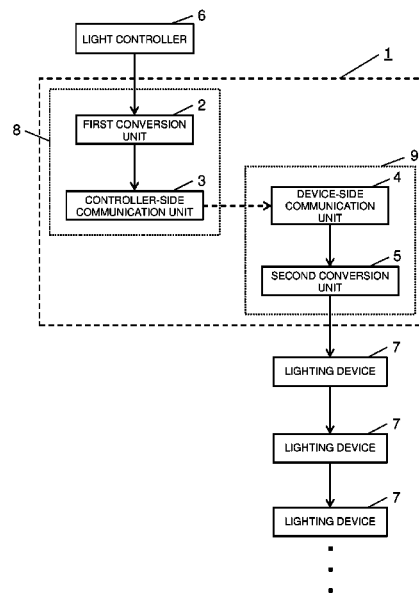 6
LIGHT CONTROLLER
1
8
2
FIRST CONVERSION
UNIT
3
CONTROLLER-SIDE
COMMUNICATION UNIT
9
4
DEVICE-SIDE
COMMUNICATION
UNIT
5
SECOND CONVERSION
UNIT
7
LIGHTING DEVICE
7
LIGHTING DEVICE
7
LIGHTING DEVICE